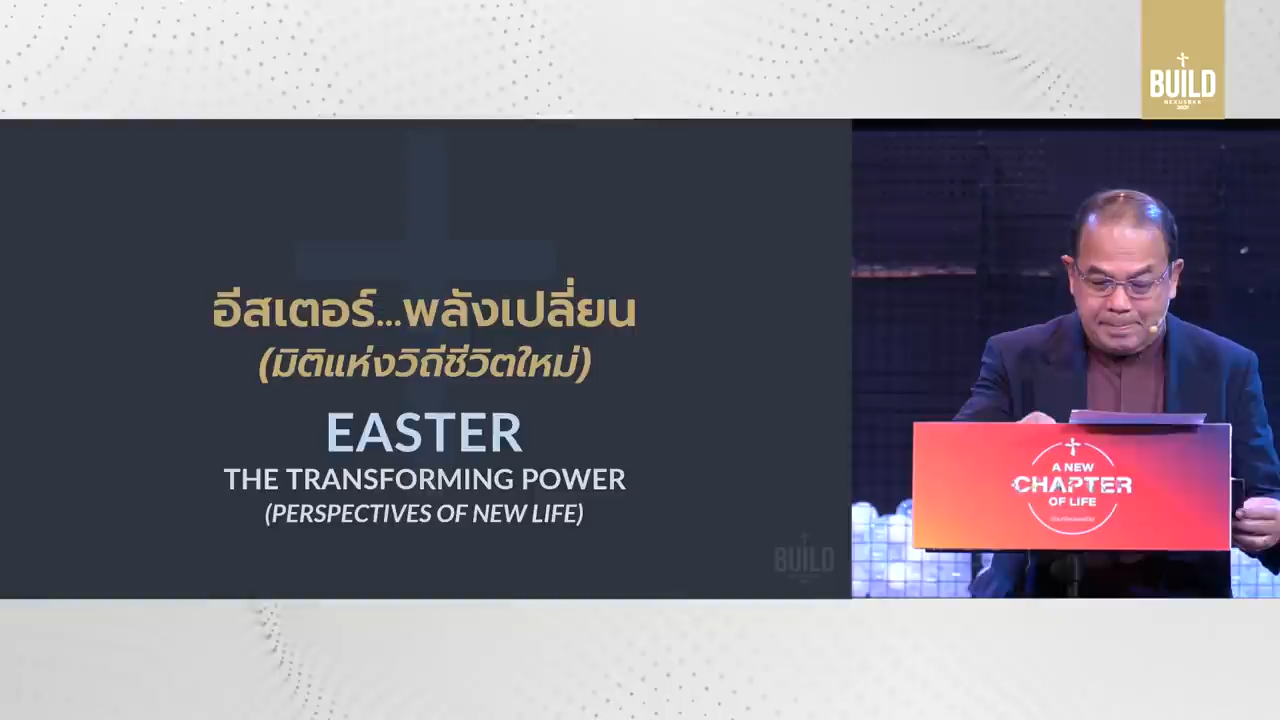 BUILD
NEXUSBKK
2021
อีสเตอร์...พลังเปลี่ยน
(มิติแห่งวิถีชีวิตใหม่)
EASTER
THE TRANSFORMING POWER
(PERSPECTIVES OF NEW LIFE)
BUILD
A NEW
CHAPTER
OF LIFE